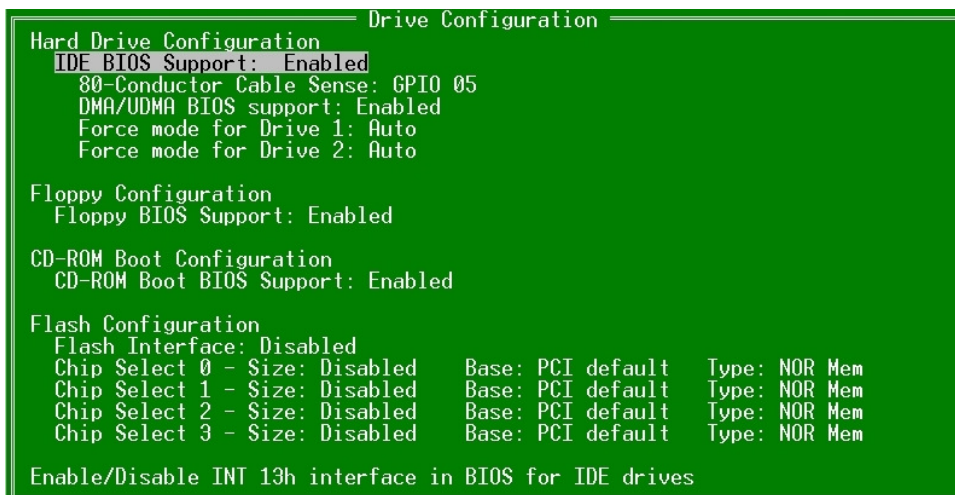 Drive Configuration
Hard Drive Configuration
IDE BIOS Support: Enabled
80-Conductor Cable Sense: GPIO 05
DMA/UDMA BIOS support: Enabled
Force mode for Drive 1: Auto
Force mode for Drive 2: Auto
Floppy Configuration
Floppy BIOS Support: Enabled
CD-ROM Boot Configuration
CD-ROM Boot BIOS Support: Enabled
Flash Configuration
Flash Interface: Disabled
Chip Select 0 - Size: Disabled Base: PCI default Type: NOR Mem
Chip Select 1 - Size: Disabled Base: PCI default Type: NOR Mem
Chip Select 2 - Size: Disabled Base: PCI default Type: NOR Mem
Chip Select 3 - Size: Disabled Base: PCI default Type: NOR Mem
Enable/Disable INT 13h interface in BIOS for IDE drives